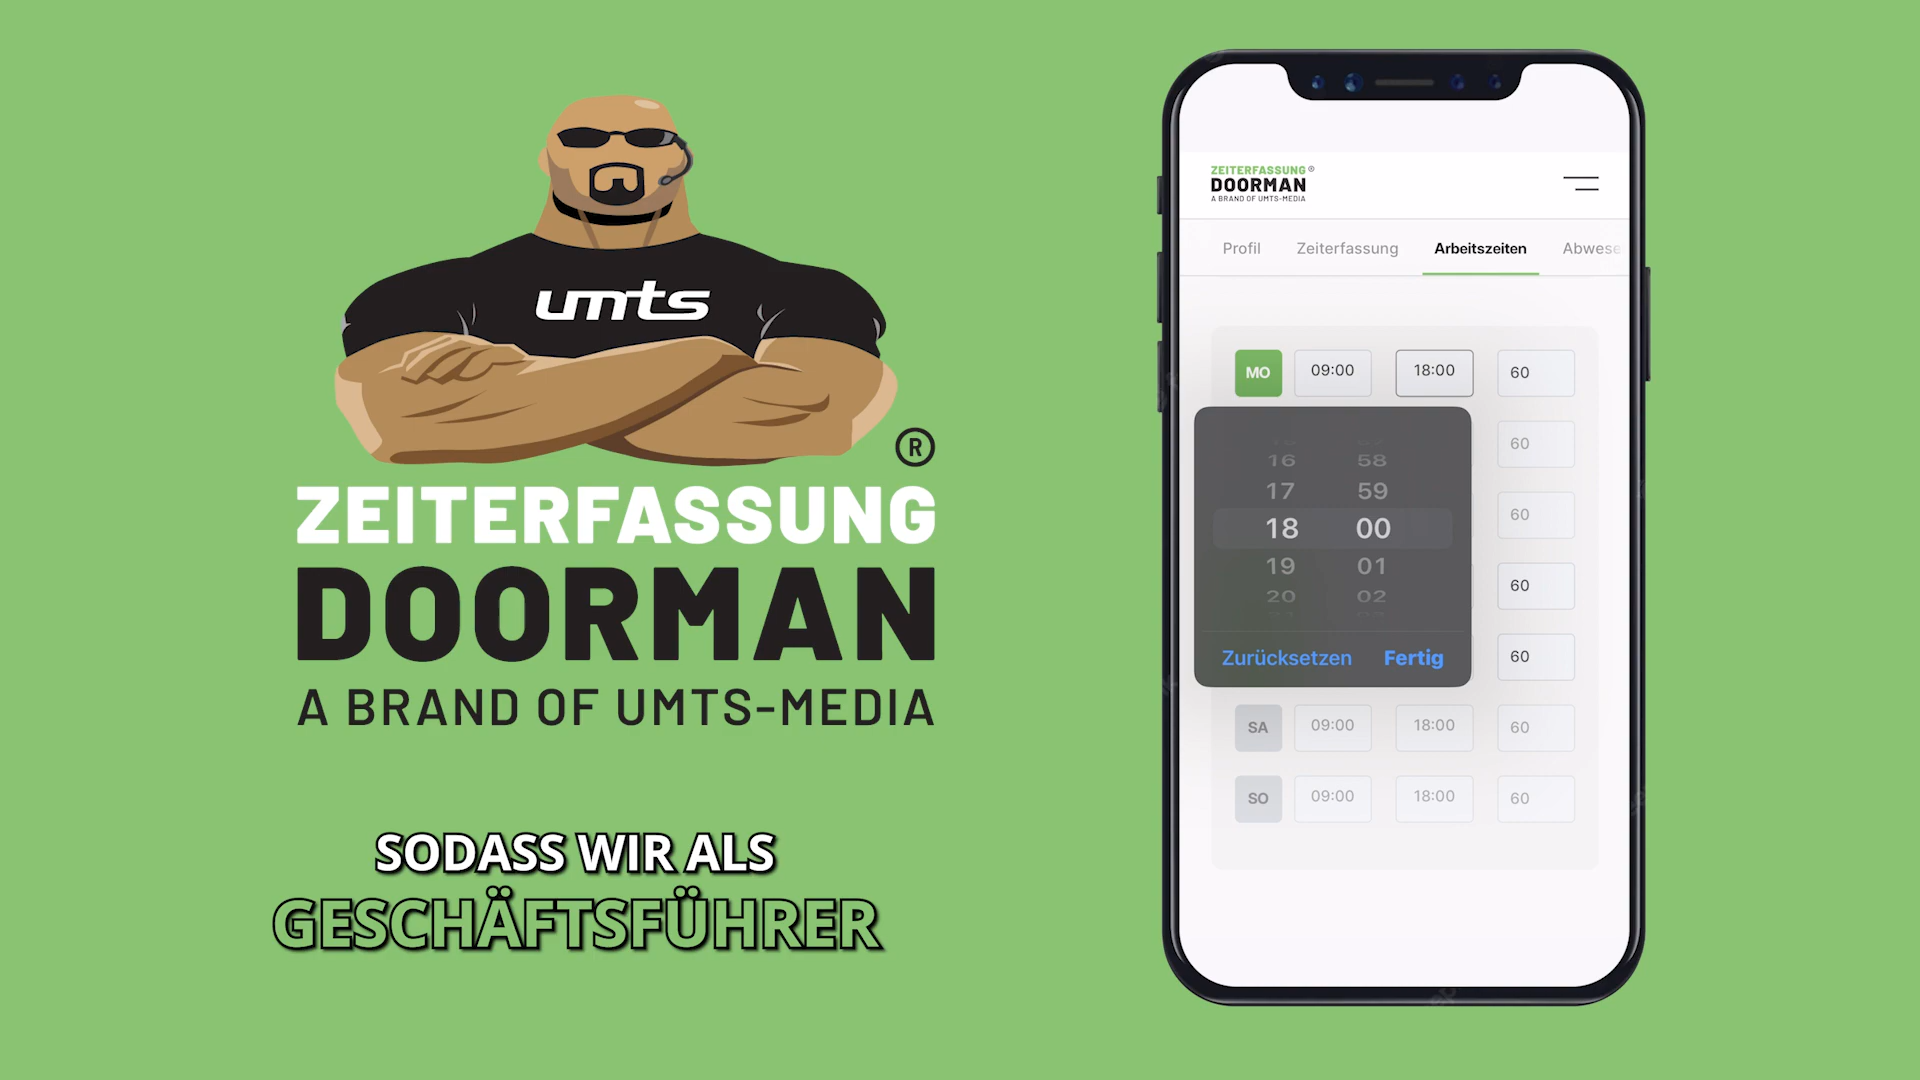 umts
®
ZEITERFASSUNG
DOORMAN
A BRAND OF UMTS-MEDIA
SODASS WIR ALS
GESCHÄFTSFÜHRER
ZEITERFASSUNG®
DOORMAN
A BRAND OF UMTS-MEDIA
Profil Zeiterfassung Arbeitszeiten Abwese
MO 09:00 18:00 60
60
60
60
60
16 58
17 59
18 00
19 01
20 02
Zurücksetzen Fertig
SA 09:00 18:00 60
SO 09:00 18:00 60